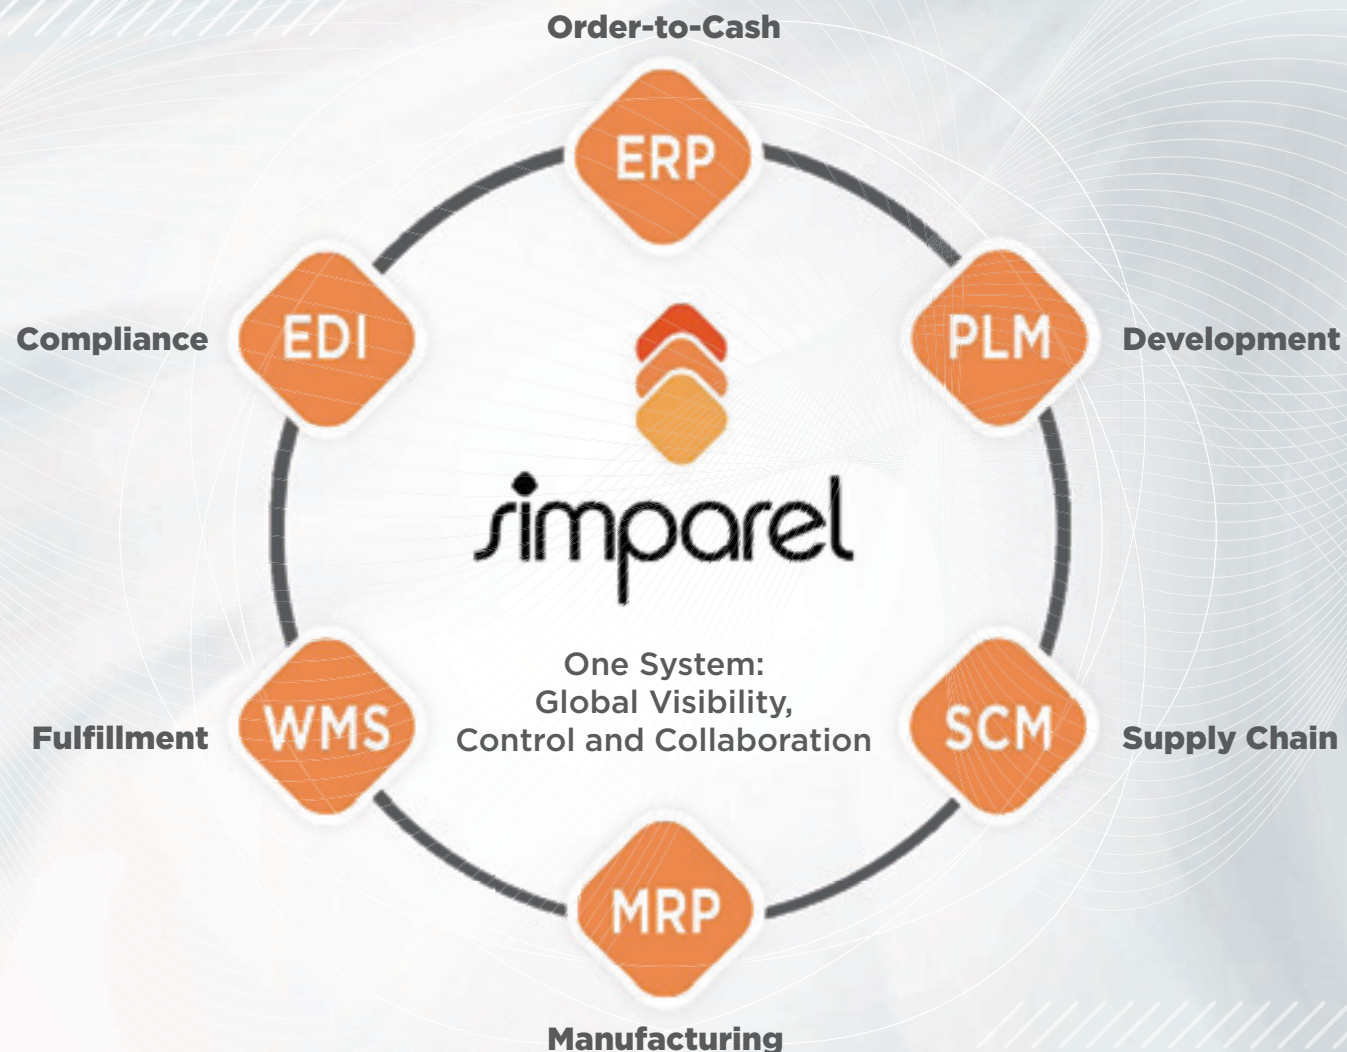 Order-to-Cash
ERP
EDI
PLM
Compliance
Development
simparel
One System:
Global Visibility,
Control and Collaboration
WMS
SCM
Fulfillment
Supply Chain
MRP
Manufacturing